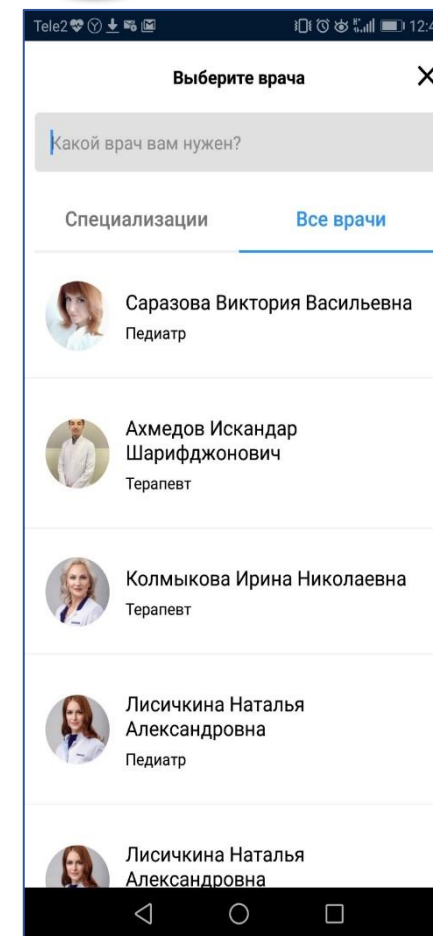 Tele2 12:4
Выберите врача
Какой врач вам нужен?
Специализации Все врачи
Саразова Виктория Васильевна
Педиатр
Ахмедов Искандар
Шарифджонович
Терапевт
Колмыкова Ирина Николаевна
Терапевт
Лисичкина Наталья
Александровна
Педиатр
Лисичкина Наталья
Александровна